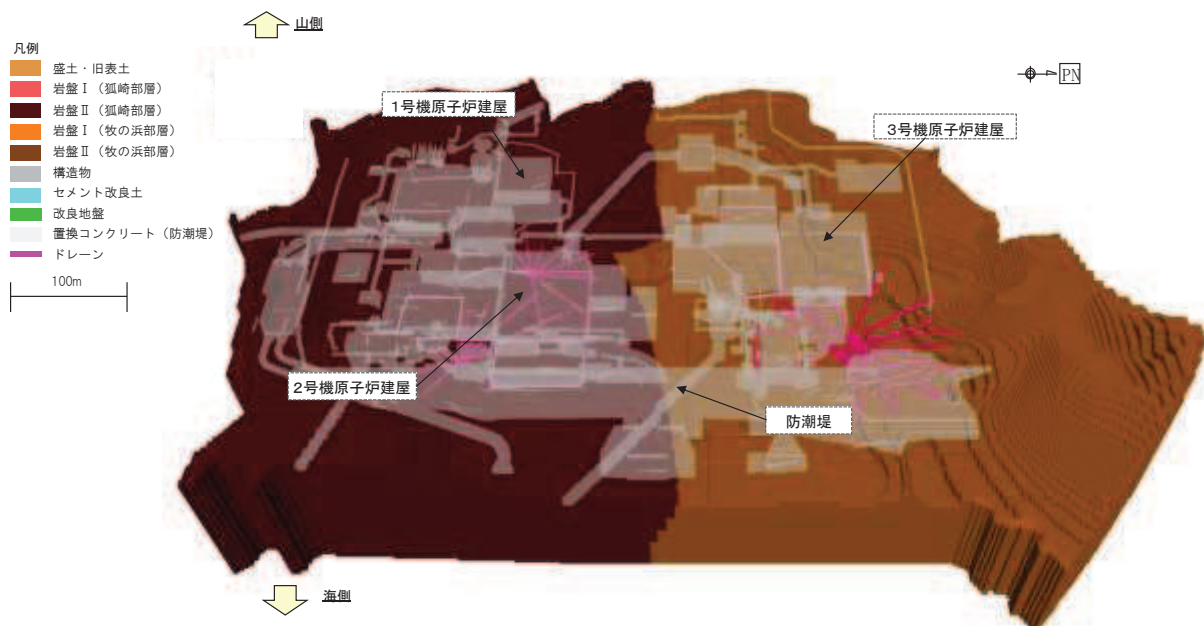 山側
凡例
盛土・旧表土
岩盤Ⅰ（狐崎部層）
岩盤Ⅱ（狐崎部層）
岩盤Ⅰ（牧の浜部層）
岩盤Ⅱ（牧の浜部層）
構造物
セメント改良土
改良地盤
置換コンクリート（防潮堤）
ドレーン
100m
PN
1号機原子炉建屋
3号機原子炉建屋
2号機原子炉建屋
防潮堤
海側